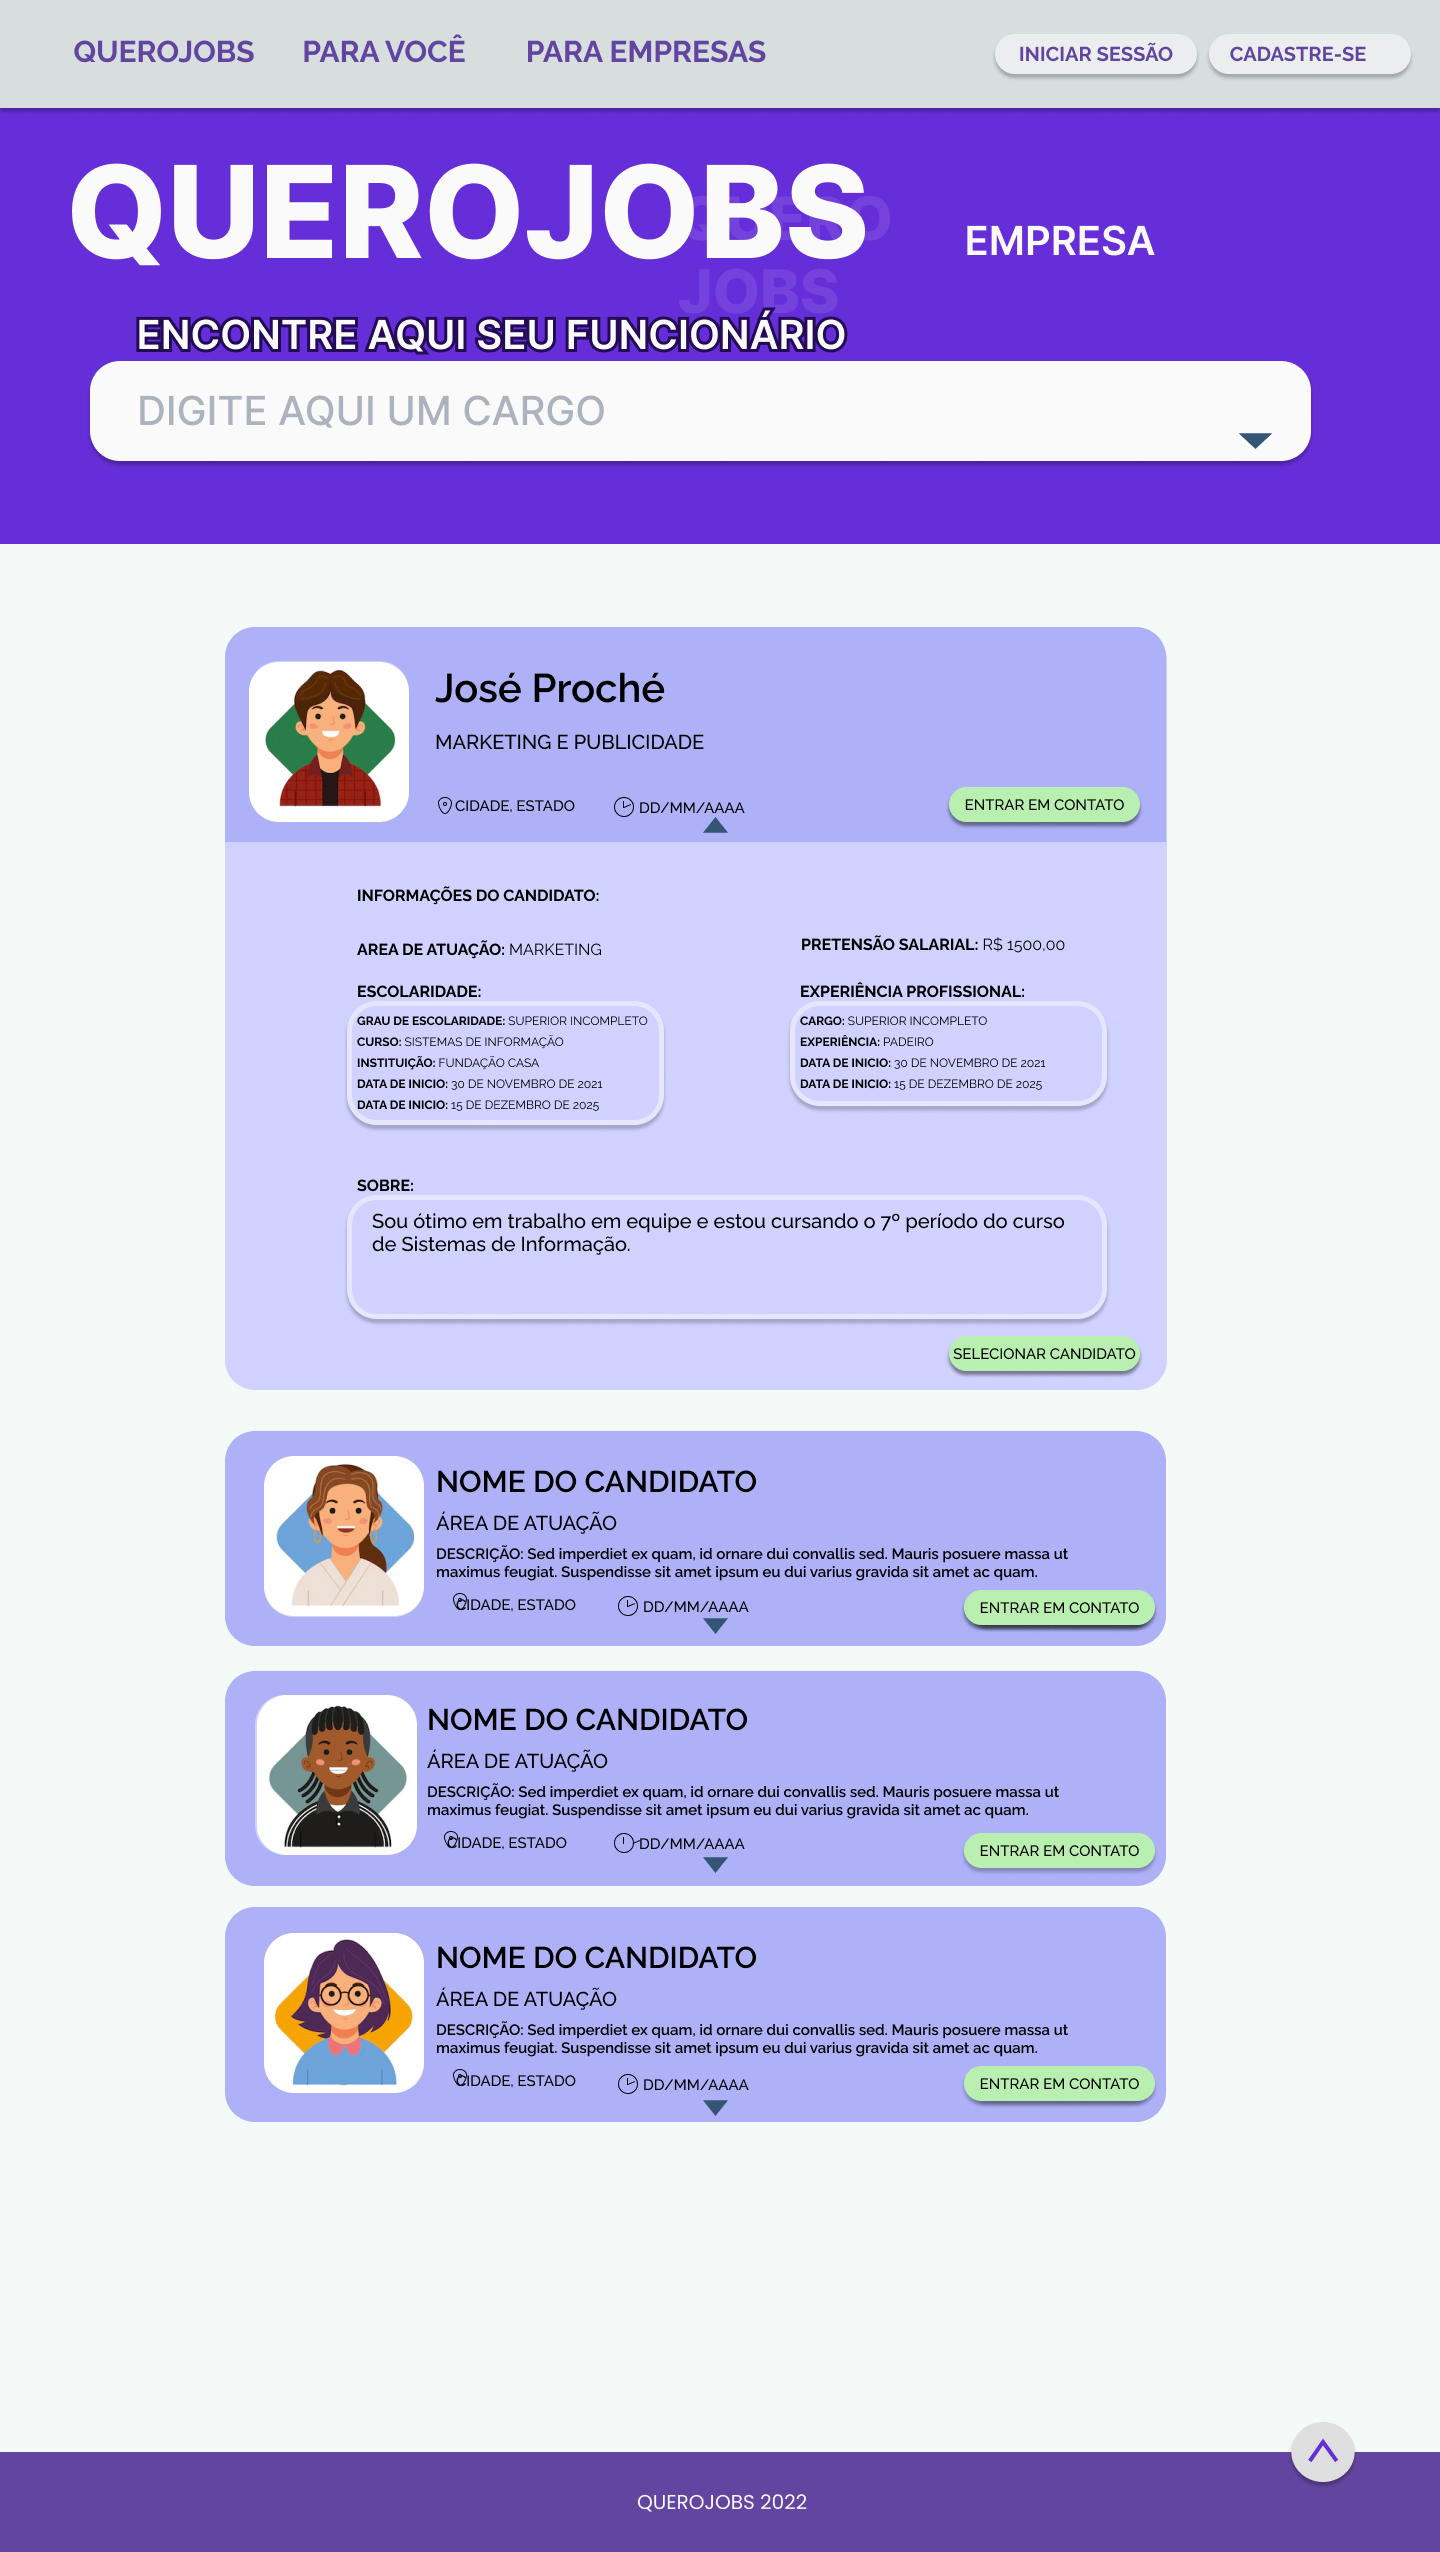 QUEROJOBS PARA VOCÊ PARA EMPRESAS INICIAR SESSÃO CADASTRE-SE
QUEROJOBS
QUERO
JOBS
EMPRESA
ENCONTRE AQUI SEU FUNCIONÁRIO
DIGITE AQUI UM CARGO
José Proché
MARKETING E PUBLICIDADE
CIDADE, ESTADO DD/MM/AAAA ENTRAR EM CONTATO
INFORMAÇÕES DO CANDIDATO:
AREA DE ATUAÇÃO: MARKETING
ESCOLARIDADE:
GRAU DE ESCOLARIDADE: SUPERIOR INCOMPLETO
CURSO: SISTEMAS DE INFORMAÇÃO
INSTITUIÇÃO: FUNDAÇÃO CASA
DATA DE INICIO: 30 DE NOVEMBRO DE 2021
DATA DE INICIO: 15 DE DEZEMBRO DE 2025
PRETENSÃO SALARIAL: R$ 1500,00
EXPERIÊNCIA PROFISSIONAL:
CARGO: SUPERIOR INCOMPLETO
EXPERIÊNCIA: PADEIRO
DATA DE INICIO: 30 DE NOVEMBRO DE 2021
DATA DE INICIO: 15 DE DEZEMBRO DE 2025
SOBRE:
Sou ótimo em trabalho em equipe e estou cursando o 7º período do curso
de Sistemas de Informação.
SELECIONAR CANDIDATO
NOME DO CANDIDATO
ÁREA DE ATUAÇÃO
DESCRIÇÃO: Sed imperdiet ex quam, id ornare dui convallis sed. Mauris posuere massa ut
maximus feugiat. Suspendisse sit amet ipsum eu dui varius gravida sit amet ac quam.
CIDADE, ESTADO DD/MM/AAAA ENTRAR EM CONTATO
NOME DO CANDIDATO
ÁREA DE ATUAÇÃO
DESCRIÇÃO: Sed imperdiet ex quam, id ornare dui convallis sed. Mauris posuere massa ut
maximus feugiat. Suspendisse sit amet ipsum eu dui varius gravida sit amet ac quam.
CIDADE, ESTADO DD/MM/AAAA ENTRAR EM CONTATO
NOME DO CANDIDATO
ÁREA DE ATUAÇÃO
DESCRIÇÃO: Sed imperdiet ex quam, id ornare dui convallis sed. Mauris posuere massa ut
maximus feugiat. Suspendisse sit amet ipsum eu dui varius gravida sit amet ac quam.
CIDADE, ESTADO DD/MM/AAAA ENTRAR EM CONTATO
QUEROJOBS 2022